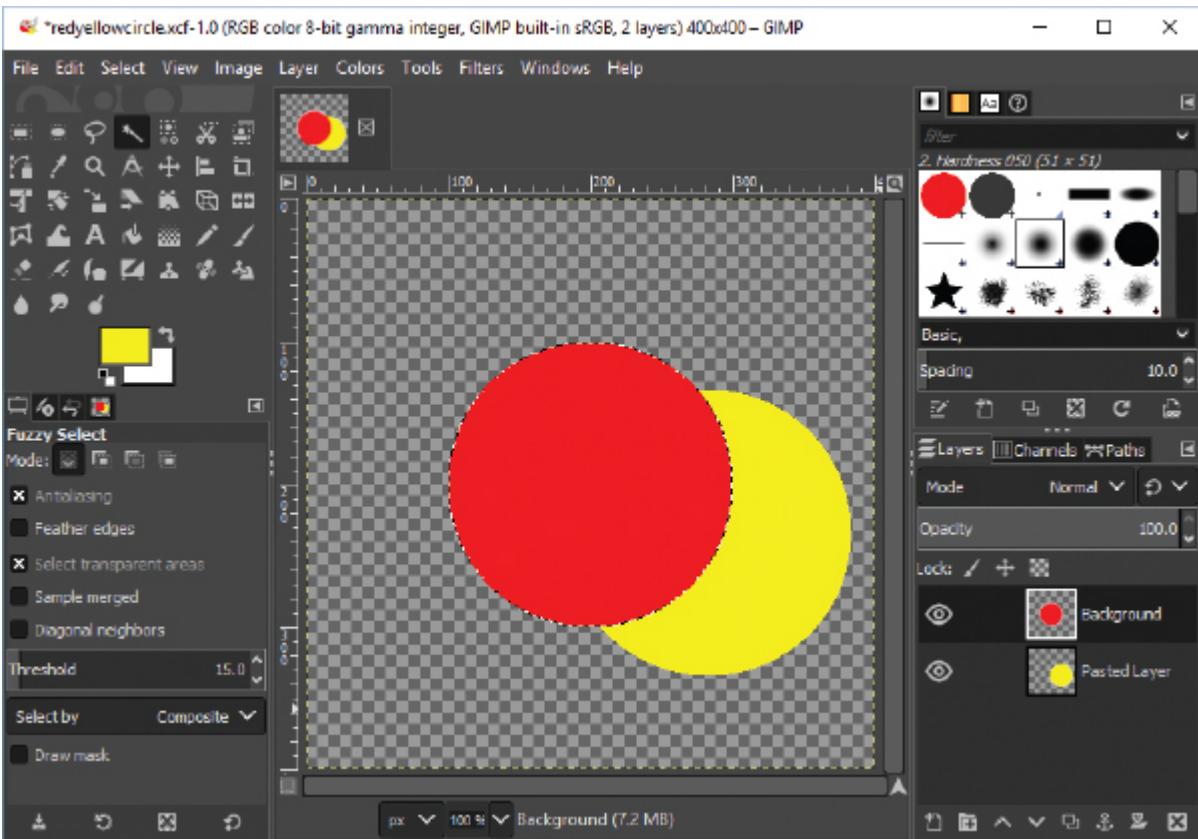 *redyellowcircle.xcf-1.0 (RGB color 8-bit gamma integer, GIMP built-in sRGB, 2 layers) 400x400 – GIMP
File Edit Select View Image Layer Colors Tools Filters Windows Help
filter
2. Hardness 050 (51 x 51)
0 100 200 300
0
100
200
300
Basic,
Spacing 10.0
Fuzzy Select
Mode:
Antialiasing
Feather edges
Select transparent areas
Sample merged
Diagonal neighbors
Threshold 15.0
Select by Composite
Draw mask
Layers Channels Paths
Mode Normal
Opacity 100.0
Lock:
Background
Pasted Layer
px 100 % Background (7.2 MB)